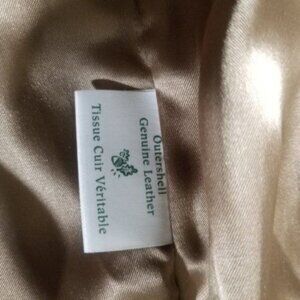 Outershell
Genuine Leather
Tissue Cuir Véritable